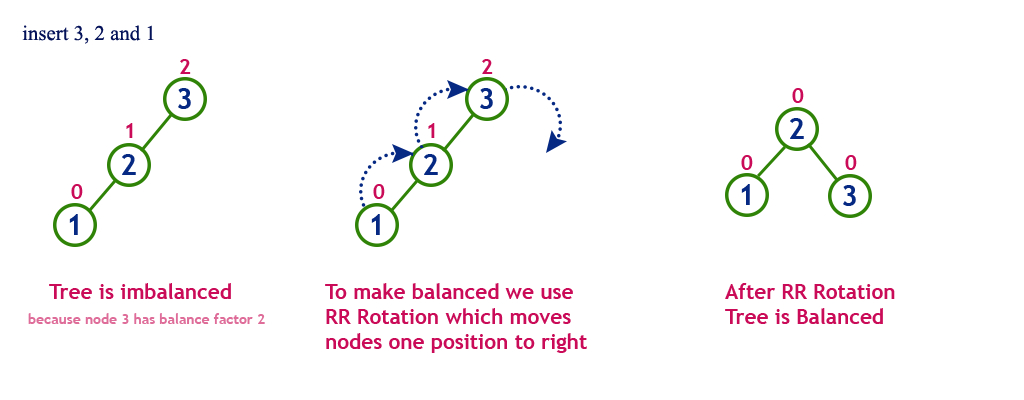 insert 3, 2 and 1
2
3
1
2
0
1
Tree is imbalanced
because node 3 has balance factor 2
2
3
1
2
0
1
To make balanced we use
RR Rotation which moves
nodes one position to right
0
2
0
0
1
3
After RR Rotation
Tree is Balanced